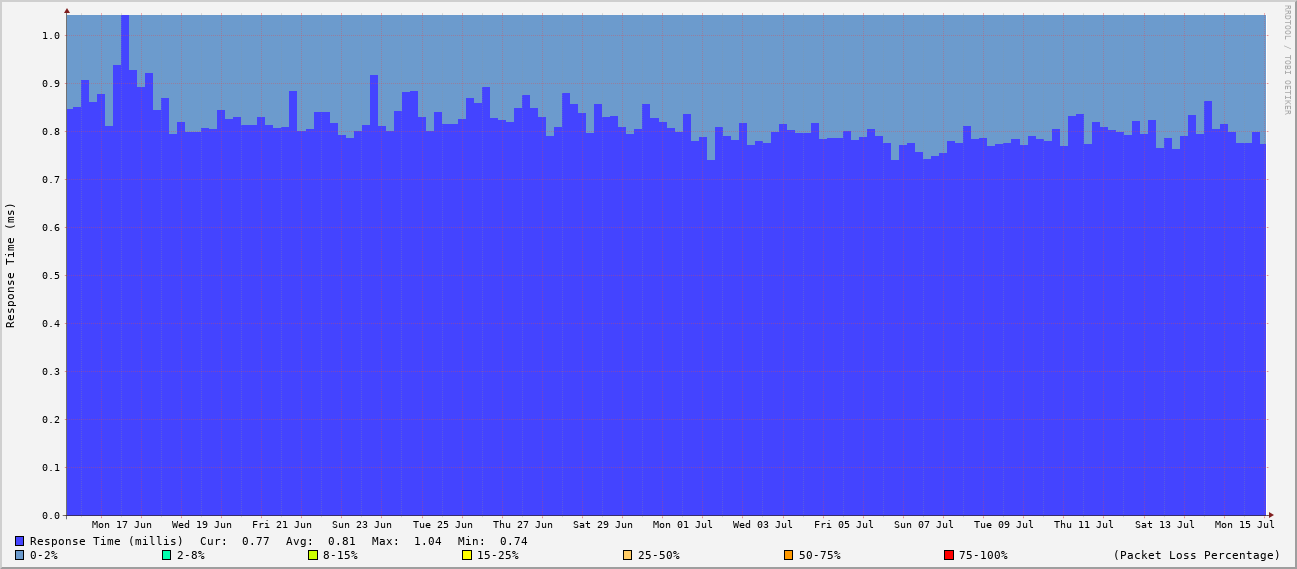 RRDTOOL / TOBI OETIKER
Response Time (ms)
1.0
0.9
0.8
0.7
0.6
0.5
0.4
0.3
0.2
0.1
0.0
Mon 17 Jun Wed 19 Jun Fri 21 Jun Sun 23 Jun Tue 25 Jun Thu 27 Jun Sat 29 Jun Mon 01 Jul Wed 03 Jul Fri 05 Jul Sun 07 Jul Tue 09 Jul Thu 11 Jul Sat 13 Jul Mon 15 Jul
Response Time (millis) Cur: 0.77 Avg: 0.81 Max: 1.04 Min: 0.74
0-2% 2-8% 8-15% 15-25% 25-50% 50-75% 75-100% (Packet Loss Percentage)